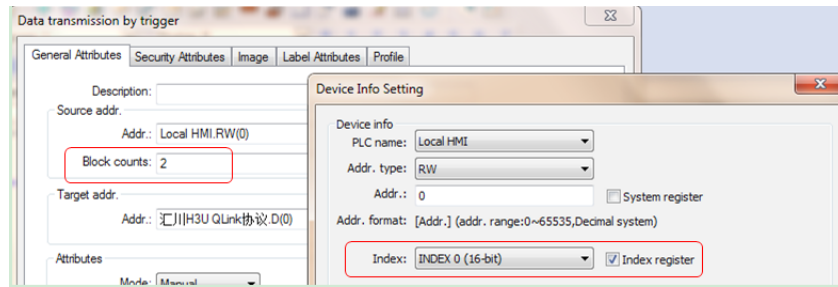 Data transmission by trigger
General Attributes Security Attributes Image Label Attributes Profile
Description:
Source addr.
Addr.: Local HMI.RW(0)
Block counts: 2
Target addr.
Addr.: 汇川H3U QLink协议.D(0)
Attributes
Mode: Manual
Device Info Setting
Device info
PLC name: Local HMI
Addr. type: RW
Addr.: 0 System register
Addr. format: [Addr.] (addr. range:0~65535,Decimal system)
Index: INDEX 0 (16-bit) Index register